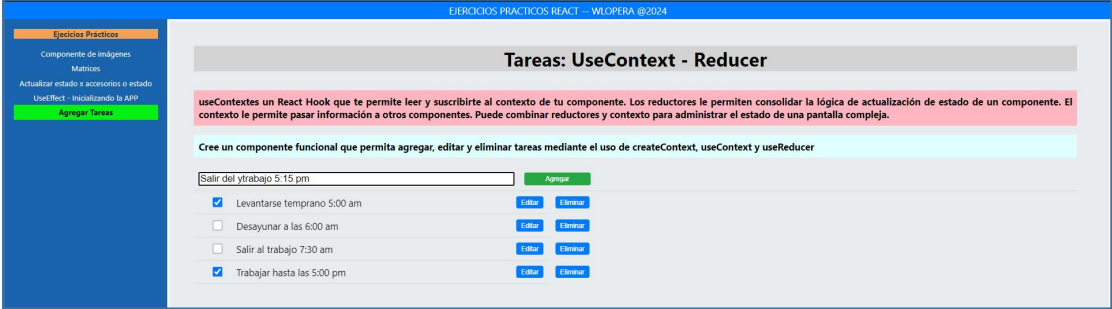 EJERCICIOS PRACTICOS REACT -- WLOPERA @2024
Ejecicios Prácticos
Componente de imágenes
Matrices
Actualizar estado x accesorios o estado
UseEffect - Inicializando la APP
Agregar Tareas
Tareas: UseContext - Reducer
useContextes un React Hook que te permite leer y suscribirte al contexto de tu componente. Los reductores le permiten consolidar la lógica de actualización de estado de un componente. El
contexto le permite pasar información a otros componentes. Puede combinar reductores y contexto para administrar el estado de una pantalla compleja.
Cree un componente funcional que permita agregar, editar y eliminar tareas mediante el uso de createContext, useContext y useReducer
Salir del ytrabajo 5:15 pm Agregar
Levantarse temprano 5:00 am Editar Eliminar
Desayunar a las 6:00 am Editar Eliminar
Salir al trabajo 7:30 am Editar Eliminar
Trabajar hasta las 5:00 pm Editar Eliminar